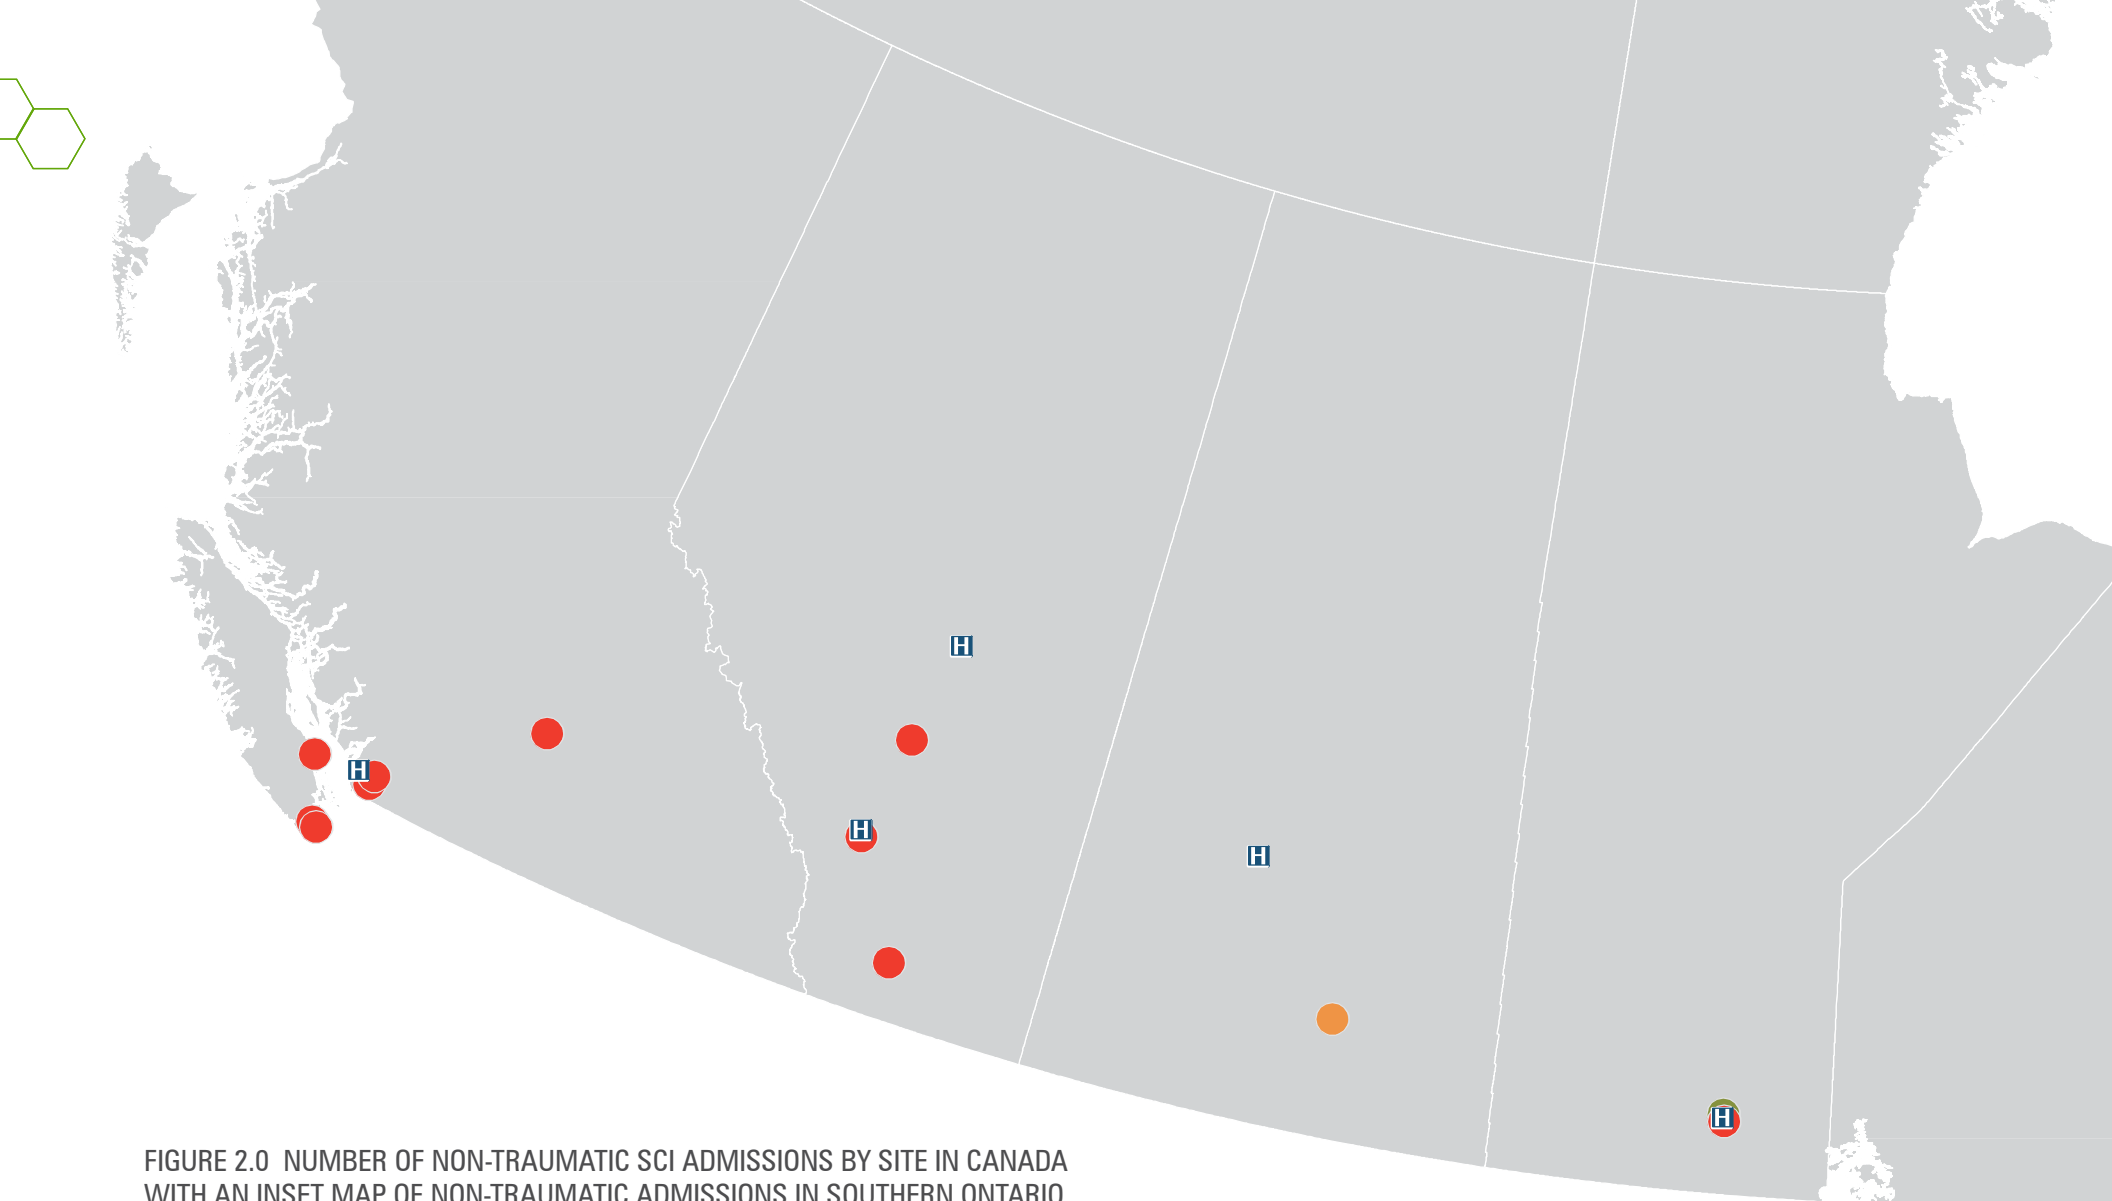 H
H
H
H
H
FIGURE 2.0 NUMBER OF NON-TRAUMATIC SCI ADMISSIONS BY SITE IN CANADA
WITH AN INSET MAP OF NON-TRAUMATIC ADMISSIONS IN SOUTHERN ONTARIO